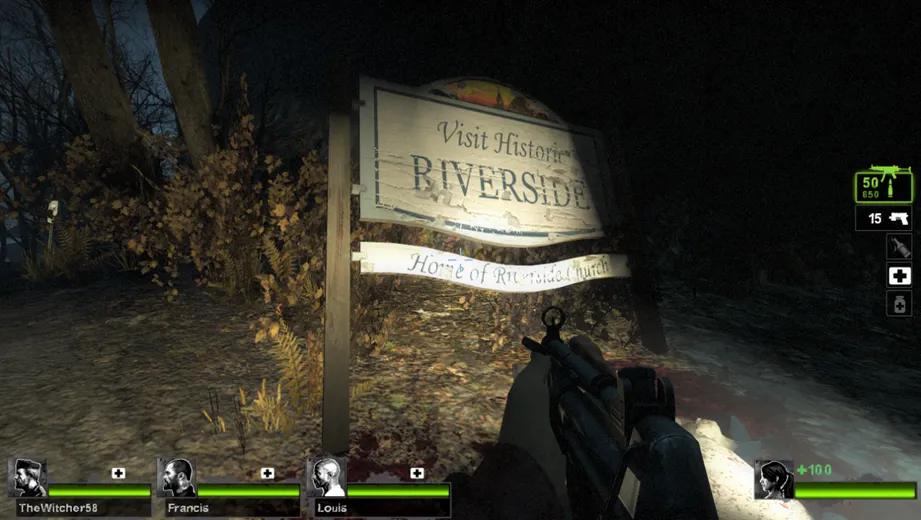 Visit Historic
RIVERSIDE
Home of Riverside Church
50
650
15
+100
TheWitcher58
Francis
Louis